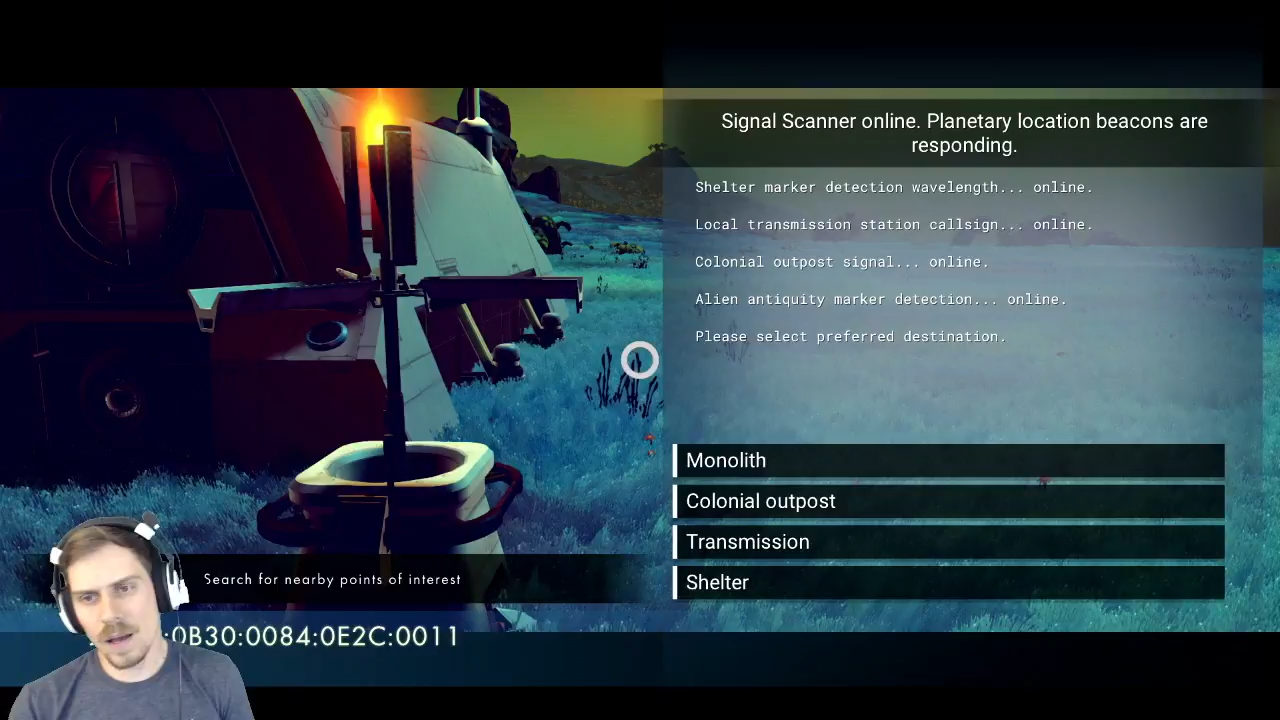 Signal Scanner online. Planetary location beacons are
responding.
Shelter marker detection wavelength... online.
Local transmission station callsign... online.
Colonial outpost signal... online.
Alien antiquity marker detection... online.
Please select preferred destination.
Monolith
Colonial outpost
Transmission
Shelter
Search for nearby points of interest
:0B30:0084:0E2C:0011